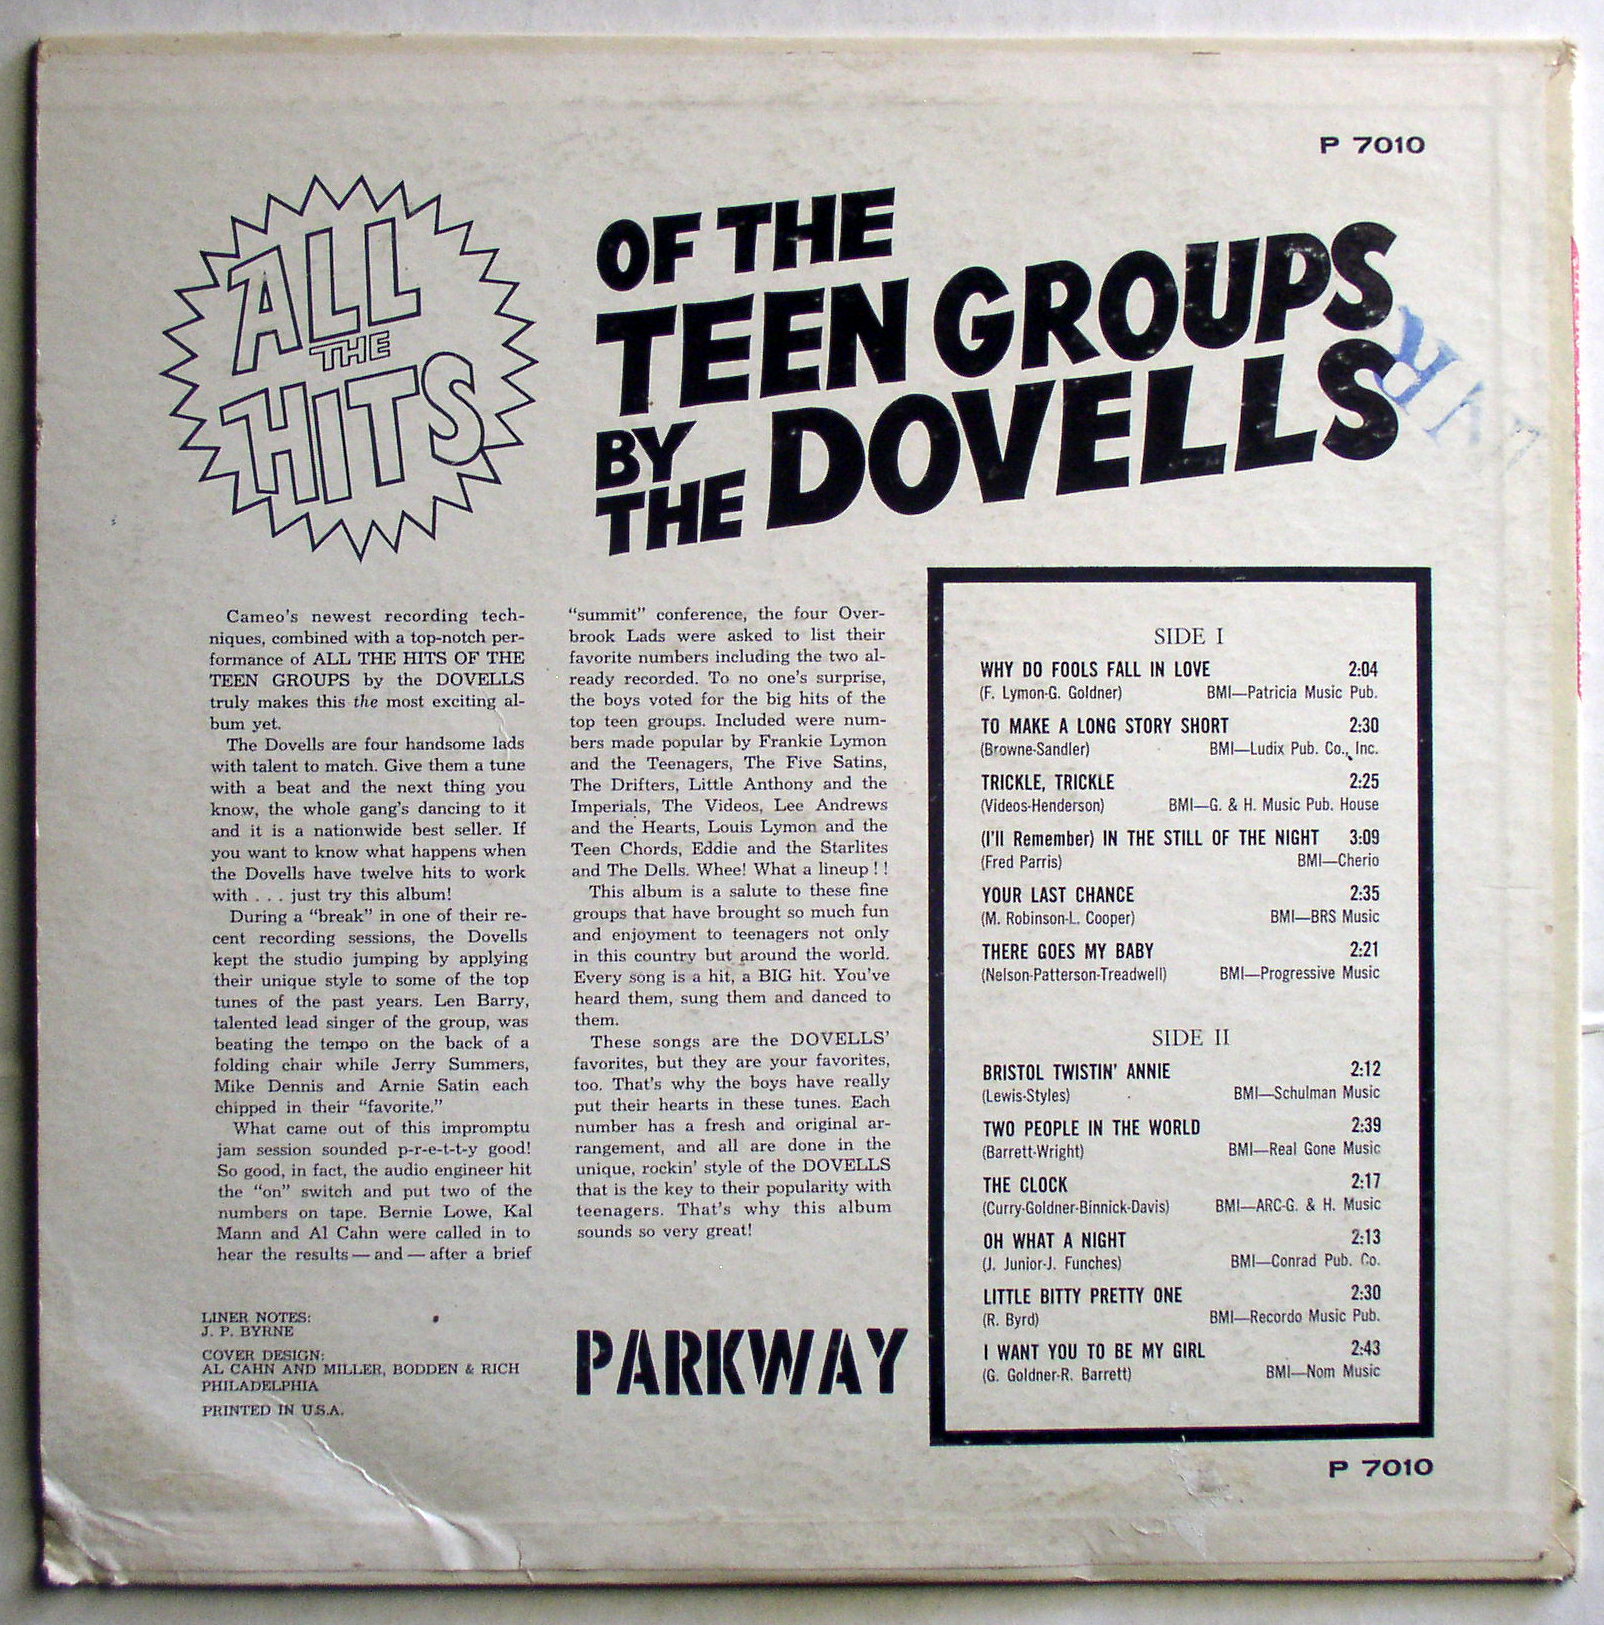 P 7010
ALL
THE
HITS
OF THE
TEEN GROUPS
BY
THE DOVELLS
Cameo's newest recording tech-
niques, combined with a top-notch per-
formance of ALL THE HITS OF THE
TEEN GROUPS by the DOVELLS
truly makes this the most exciting al-
bum yet.
The Dovells are four handsome lads
with talent to match. Give them a tune
with a beat and the next thing you
know, the whole gang's dancing to it
and it is a nationwide best seller. If
you want to know what happens when
the Dovells have twelve hits to work
with . . . just try this album!
During a "break" in one of their re-
cent recording sessions, the Dovells
kept the studio jumping by applying
their unique style to some of the top
tunes of the past years. Len Barry,
talented lead singer of the group, was
beating the tempo on the back of a
folding chair while Jerry Summers,
Mike Dennis and Arnie Satin each
chipped in their "favorite."
What came out of this impromptu
jam session sounded p-r-e-t-t-y good!
So good, in fact, the audio engineer hit
the "on" switch and put two of the
numbers on tape. Bernie Lowe, Kal
Mann and Al Cahn were called in to
hear the results — and — after a brief
"summit" conference, the four Over-
brook Lads were asked to list their
favorite numbers including the two al-
ready recorded. To no one's surprise,
the boys voted for the big hits of the
top teen groups. Included were num-
bers made popular by Frankie Lymon
and the Teenagers, The Five Satins,
The Drifters, Little Anthony and the
Imperials, The Videos, Lee Andrews
and the Hearts, Louis Lymon and the
Teen Chords, Eddie and the Starlites
and The Dells. Whee! What a lineup ! !
This album is a salute to these fine
groups that have brought so much fun
and enjoyment to teenagers not only
in this country but around the world.
Every song is a hit, a BIG hit. You've
heard them, sung them and danced to
them.
These songs are the DOVELLS'
favorites, but they are your favorites,
too. That's why the boys have really
put their hearts in these tunes. Each
number has a fresh and original ar-
rangement, and all are done in the
unique, rockin' style of the DOVELLS
that is the key to their popularity with
teenagers. That's why this album
sounds so very great!
SIDE I
WHY DO FOOLS FALL IN LOVE 2:04
(F. Lymon-G. Goldner) BMI—Patricia Music Pub.
TO MAKE A LONG STORY SHORT 2:30
(Browne-Sandler) BMI—Ludix Pub. Co., Inc.
TRICKLE, TRICKLE 2:25
(Videos-Henderson) BMI—G. & H. Music Pub. House
(I'll Remember) IN THE STILL OF THE NIGHT 3:09
(Fred Parris) BMI—Cherio
YOUR LAST CHANCE 2:35
(M. Robinson-L. Cooper) BMI—BRS Music
THERE GOES MY BABY 2:21
(Nelson-Patterson-Treadwell) BMI—Progressive Music
SIDE II
BRISTOL TWISTIN' ANNIE 2:12
(Lewis-Styles) BMI—Schulman Music
TWO PEOPLE IN THE WORLD 2:39
(Barrett-Wright) BMI—Real Gone Music
THE CLOCK 2:17
(Curry-Goldner-Binnick-Davis) BMI—ARC-G. & H. Music
OH WHAT A NIGHT 2:13
(J. Junior-J. Funches) BMI—Conrad Pub. Co.
LITTLE BITTY PRETTY ONE 2:30
(R. Byrd) BMI—Recordo Music Pub.
I WANT YOU TO BE MY GIRL 2:43
(G. Goldner-R. Barrett) BMI—Nom Music
LINER NOTES:
J. P. BYRNE
COVER DESIGN:
AL CAHN AND MILLER, BODDEN & RICH
PHILADELPHIA
PRINTED IN U.S.A.
PARKWAY
P 7010